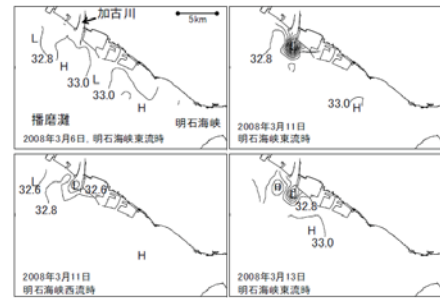 加古川
5km
L
32.8
H
33.0
L
33.0
H
播磨灘
明石海峡
2008年3月6日, 明石海峡東流時
32.8
33.0
H
2008年3月11日
明石海峡東流時
L
32.6
32.6
32.8
H
2008年3月11日
明石海峡西流時
H
32.8
33.0
H
2008年3月13日
明石海峡東流時